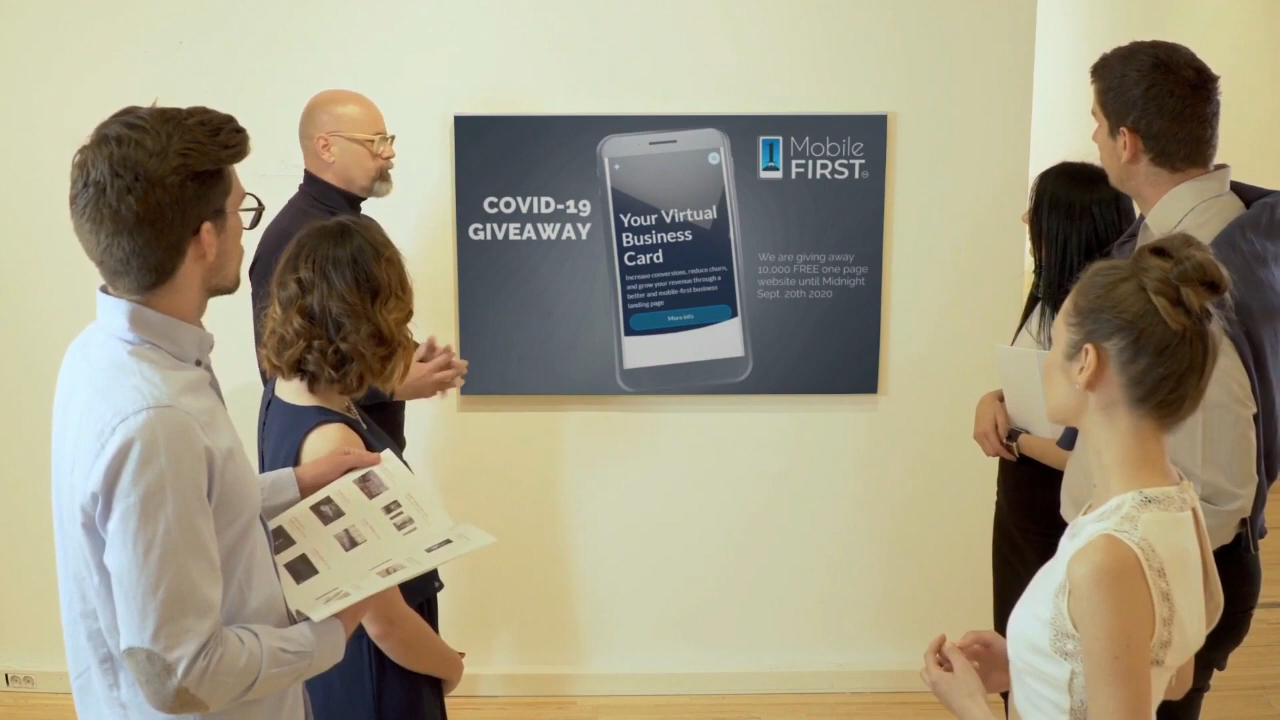 COVID-19
GIVEAWAY
Your Virtual
Business
Card
Increase conversions, reduce churn,
and grow your revenue through a
better and mobile-first business
landing page
More Info
1
Mobile
FIRST
We are giving away
10,000 FREE one page
website until Midnight
Sept. 20th 2020